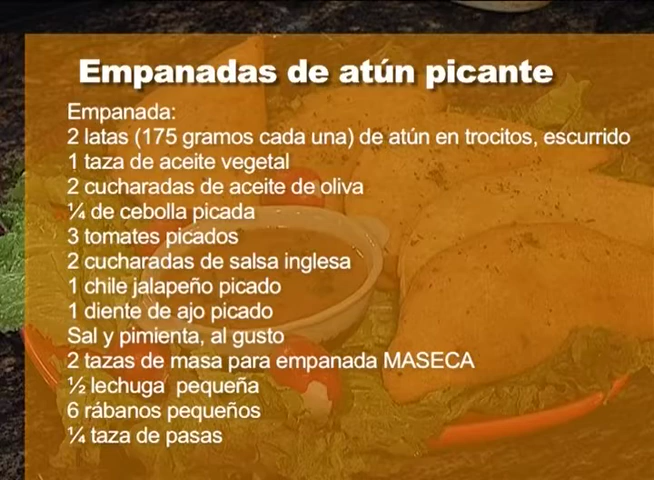 Empanadas de atún picante
Empanada:
2 latas (175 gramos cada una) de atún en trocitos, escurrido
1 taza de aceite vegetal
2 cucharadas de aceite de oliva
¼ de cebolla picada
3 tomates picados
2 cucharadas de salsa inglesa
1 chile jalapeño picado
1 diente de ajo picado
Sal y pimienta, al gusto
2 tazas de masa para empanada MASECA
½ lechuga pequeña
6 rábanos pequeños
¼ taza de pasas